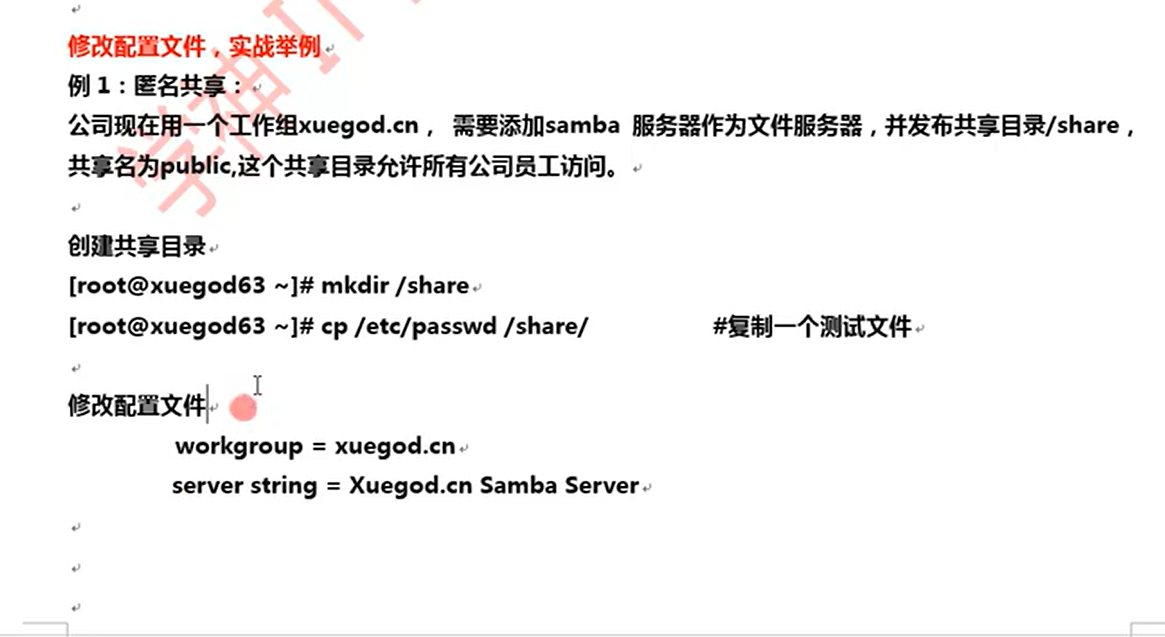 修改配置文件，实战举例
例 1：匿名共享：
公司现在用一个工作组xuegod.cn， 需要添加samba 服务器作为文件服务器，并发布共享目录/share，
共享名为public,这个共享目录允许所有公司员工访问。
创建共享目录
[root@xuegod63 ~]# mkdir /share
[root@xuegod63 ~]# cp /etc/passwd /share/ #复制一个测试文件
修改配置文件
workgroup = xuegod.cn
server string = Xuegod.cn Samba Server
学神IT